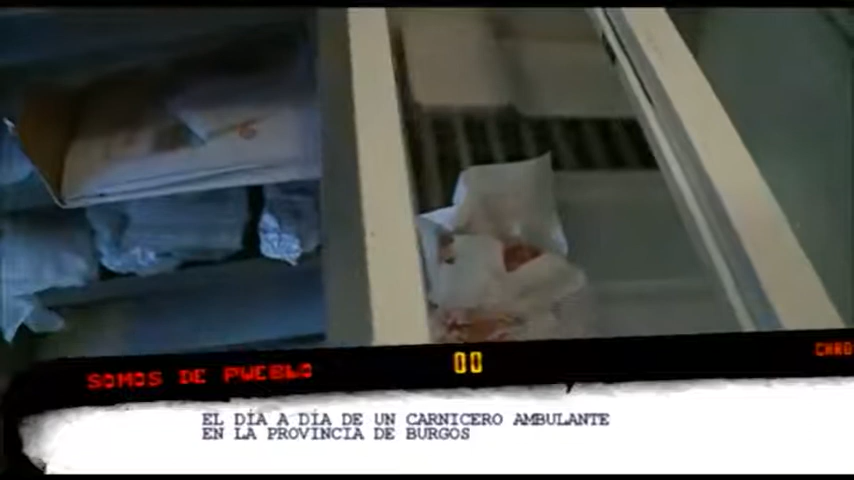 SOMOS DE PUEBLO
00
EL DÍA A DÍA DE UN CARNICERO AMBULANTE
EN LA PROVINCIA DE BURGOS